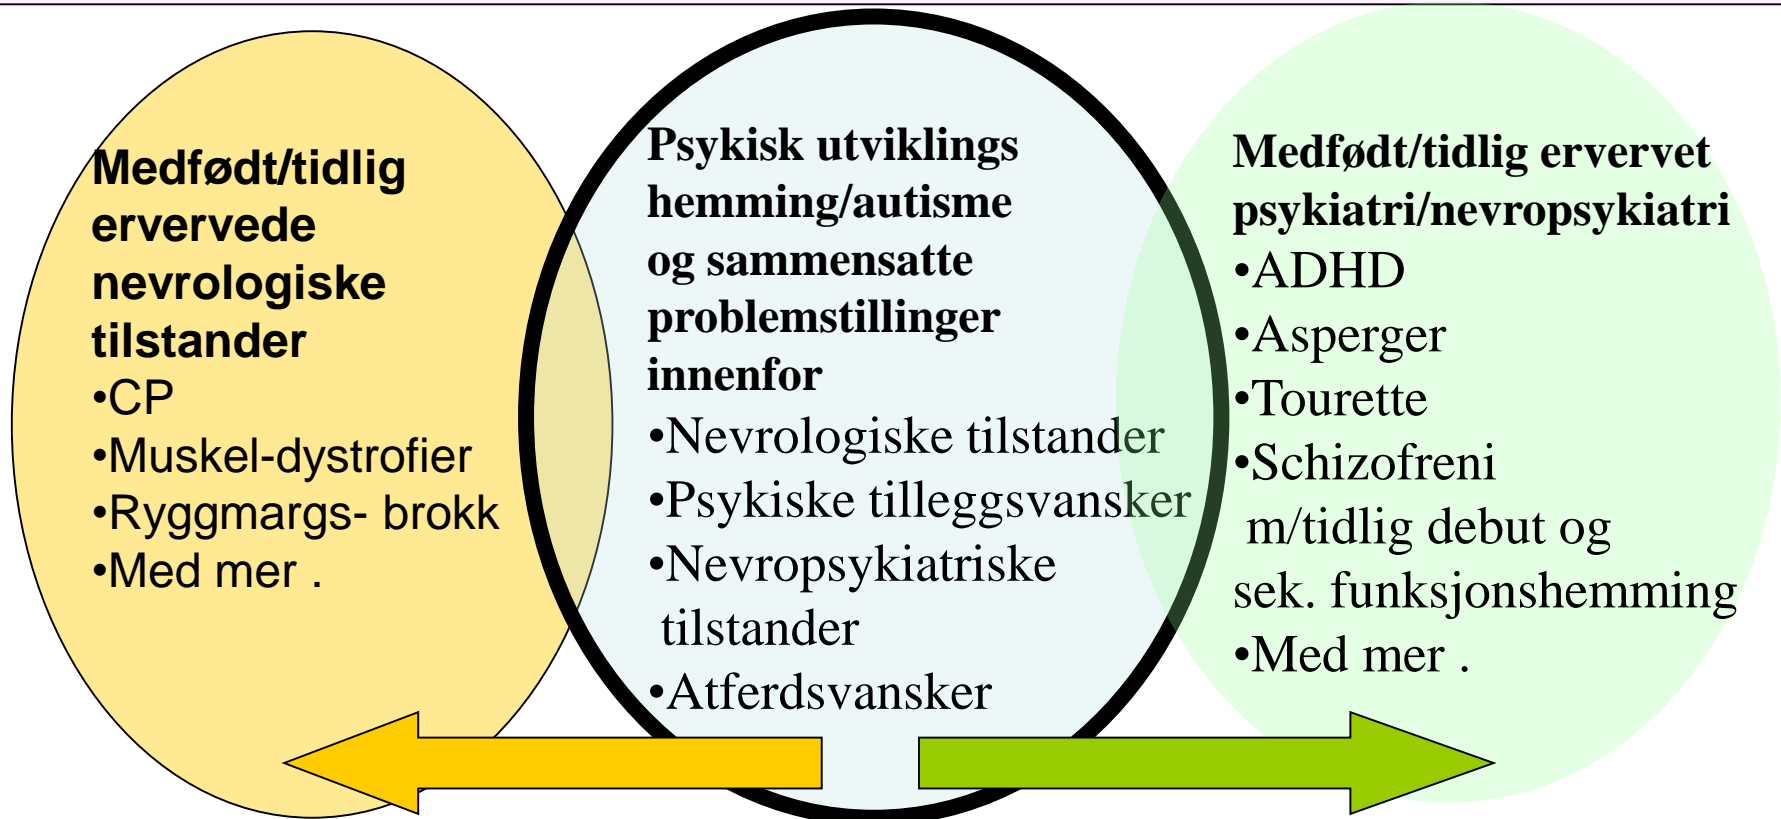 Medfødt/tidlig
ervervede
nevrologiske
tilstander
•CP
•Muskel-dystrofier
•Ryggmargs- brokk
•Med mer .
Psykisk utviklings
hemming/autisme
og sammensatte
problemstillinger
innenfor
•Nevrologiske tilstander
•Psykiske tilleggsvansker
•Nevropsykiatriske
tilstander
•Atferdsvansker
Medfødt/tidlig ervervet
psykiatri/nevropsykiatri
•ADHD
•Asperger
•Tourette
•Schizofreni
m/tidlig debut og
sek. funksjonshemming
•Med mer .